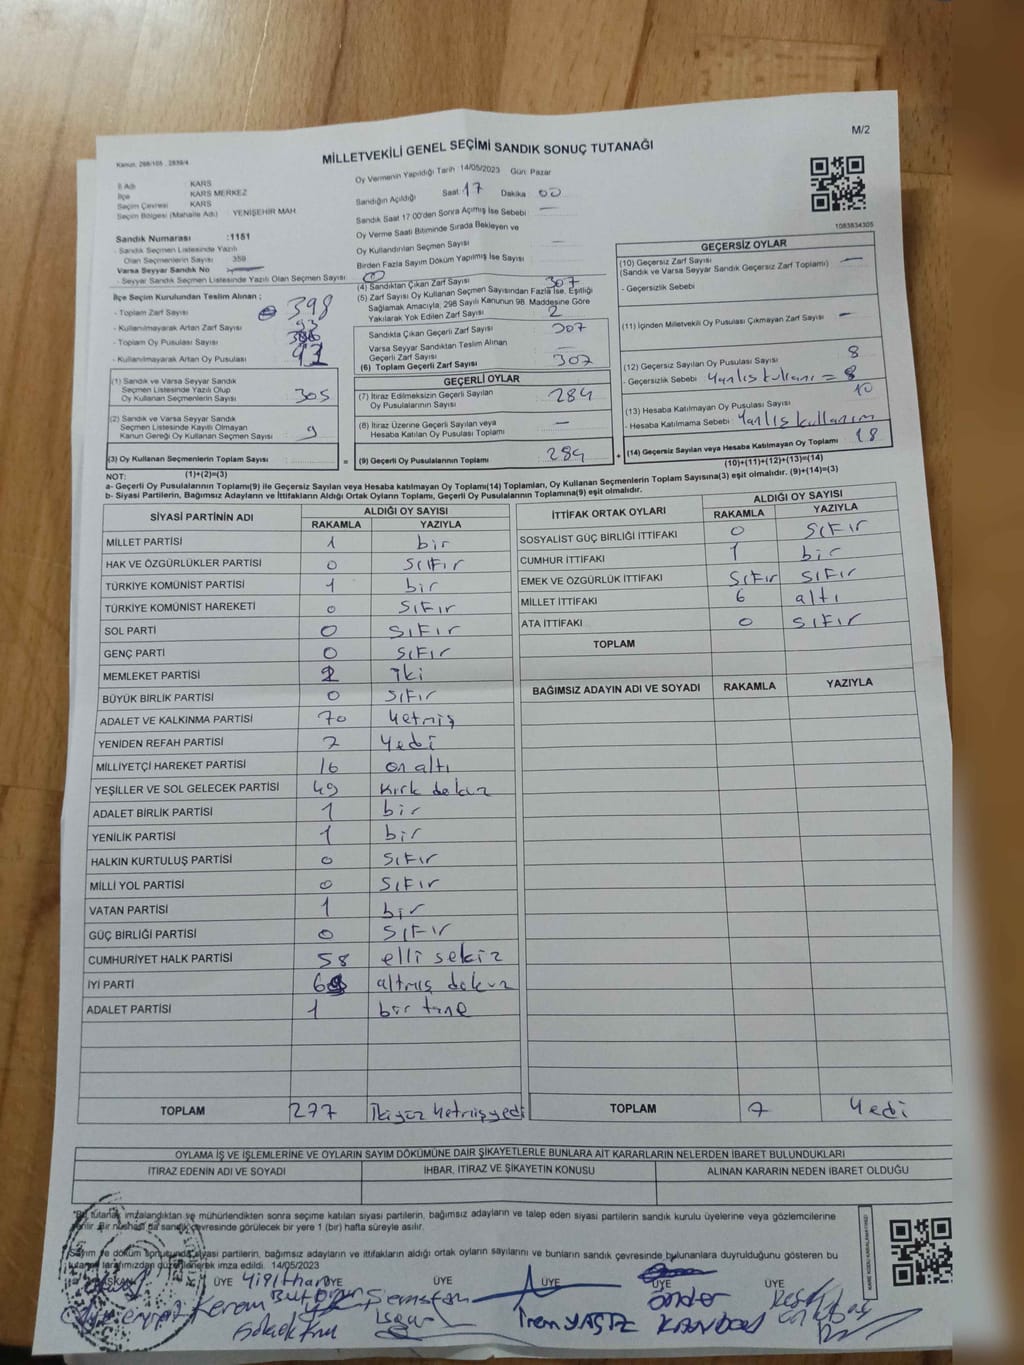 M/2
Kanun. 298/105 , 2839/4
MİLLETVEKİLİ GENEL SEÇİMİ SANDIK SONUÇ TUTANAĞI
İl Adı : KARS
İlçe : KARS MERKEZ
Seçim Çevresi : KARS
Seçim Bölgesi (Mahalle Adı) : YENİŞEHİR MAH
Sandık Numarası :1151
- Sandık Seçmen Listesinde Yazılı
Olan Seçmenlerin Sayısı 359
Varsa Seyyar Sandık No
- Seyyar Sandık Seçmen Listesinde Yazılı Olan Seçmen Sayısı : 0
İlçe Seçim Kurulundan Teslim Alınan ;
- Toplam Zarf Sayısı : 398
- Kullanılmayarak Artan Zarf Sayısı : 93
- Toplam Oy Pusulası :
- Kullanılmayarak Artan Oy Pusulası :
(1) Sandık ve Varsa Seyyar Sandık
Seçmen Listesinde Yazılı Olup
Oy Kullanan Seçmenlerin Sayısı : 305
(2) Sandık ve Varsa Seyyar Sandık
Seçmen Listesinde Kayıtlı Olmayan
Kanun Gereği Oy Kullanan Seçmen Sayısı : 9
(3) Oy Kullanan Seçmenlerin Toplam Sayısı :
(1)+(2)=(3)
Oy Vermenin Yapıldığı Tarih 14/05/2023 Gün: Pazar
Sandığın Açıldığı Saat 17 Dakika 00
Sandık Saat 17 00'den Sonra Açımış İse Sebebi —
Oy Verme Saati Bitiminde Sırada Bekleyen ve
Oy Kullandırılan Seçmen Sayısı —
Birden Fazla Sayım Döküm Yapılmış İse Sayısı —
(4) Sandıktan Çıkan Zarf Sayısı 307
(5) Zarf Sayısı Oy Kullanan Seçmen Sayısından Fazla İse, Eşitliği
Sağlamak Amacıyla, 298 Sayılı Kanunun 98. Maddesine Göre
Yakılarak Yok Edilen Zarf Sayısı 2
Sandıkta Çıkan Geçerli Zarf Sayısı 307
Varsa Seyyar Sandıktan Teslim Alınan
Geçerli Zarf Sayısı —
(6) Toplam Geçerli Zarf Sayısı 307
GEÇERLİ OYLAR
(7) İtiraz Edilmeksizin Geçerli Sayılan
Oy Pusulalarının Sayısı : 284
(8) İtiraz Üzerine Geçerli Sayılan veya
Hesaba Katılan Oy Pusulası Toplamı : —
= (9) Geçerli Oy Pusulalarının Toplamı : 284 +
GEÇERSİZ OYLAR
(10) Geçersiz Zarf Sayısı —
(Sandık ve Varsa Seyyar Sandık Geçersiz Zarf Toplamı)
- Geçersizlik Sebebi
(11) İçinden Milletvekili Oy Pusulası Çıkmayan Zarf Sayısı —
(12) Geçersiz Sayılan Oy Pusulası Sayısı 8
- Geçersizlik Sebebi Yanlış kullanı = 8
(13) Hesaba Katılmayan Oy Pusulası Sayısı 10
- Hesaba Katılmama Sebebi Yanlış kullanım
(14) Geçersiz Sayılan veya Hesaba Katılmayan Oy Toplamı 18
(10)+(11)+(12)+(13)=(14)
1083834305
NOT:
a- Geçerli Oy Pusulalarının Toplamı(9) ile Geçersiz Sayılan veya Hesaba katılmayan Oy Toplamı(14) Toplamları, Oy Kullanan Seçmenlerin Toplam Sayısına(3) eşit olmalıdır. (9)+(14)=(3)
b- Siyasi Partilerin, Bağımsız Adayların ve İttifakların Aldığı Ortak Oyların Toplamı, Geçerli Oy Pusulalarının Toplamına(9) eşit olmalıdır.
SİYASİ PARTİNİN ADI ALDIĞI OY SAYISI
RAKAMLA YAZIYLA
MİLLET PARTİSİ 1 bir
HAK VE ÖZGÜRLÜKLER PARTİSİ 0 sıfır
TÜRKİYE KOMÜNİST PARTİSİ 1 bir
TÜRKİYE KOMÜNİST HAREKETİ 0 sıfır
SOL PARTİ 0 sıfır
GENÇ PARTİ 0 sıfır
MEMLEKET PARTİSİ 2 iki
BÜYÜK BİRLİK PARTİSİ 0 sıfır
ADALET VE KALKINMA PARTİSİ 70 Yetmiş
YENİDEN REFAH PARTİSİ 7 Yedi
MİLLİYETÇİ HAREKET PARTİSİ 16 on altı
YEŞİLLER VE SOL GELECEK PARTİSİ 49 Kırk dokuz
ADALET BİRLİK PARTİSİ 1 bir
YENİLİK PARTİSİ 1 bir
HALKIN KURTULUŞ PARTİSİ 0 sıfır
MİLLİ YOL PARTİSİ 0 sıfır
VATAN PARTİSİ 1 bir
GÜÇ BİRLİĞİ PARTİSİ 0 sıfır
CUMHURİYET HALK PARTİSİ 58 elli sekiz
İYİ PARTİ 69 altmış dokuz
ADALET PARTİSİ 1 bir tane
TOPLAM 277 İkiyüz Yetmişyedi
İTTİFAK ORTAK OYLARI ALDIĞI OY SAYISI
RAKAMLA YAZIYLA
SOSYALİST GÜÇ BİRLİĞİ İTTİFAKI 0 sıfır
CUMHUR İTTİFAKI 1 bir
EMEK VE ÖZGÜRLÜK İTTİFAKI sıfır sıfır
MİLLET İTTİFAKI 6 altı
ATA İTTİFAKI 0 sıfır
TOPLAM
BAĞIMSIZ ADAYIN ADI VE SOYADI RAKAMLA YAZIYLA
TOPLAM 7 Yedi
OYLAMA İŞ VE İŞLEMLERİNE VE OYLARIN SAYIM DÖKÜMÜNE DAİR ŞİKAYETLERLE BUNLARA AİT KARARLARIN NELERDEN İBARET BULUNDUKLARI
İTİRAZ EDENİN ADI VE SOYADI İHBAR, İTİRAZ VE ŞİKAYETİN KONUSU ALINAN KARARIN NEDEN İBARET OLDUĞU
*Bu tutanak imzalandıktan ve mühürlendikten sonra seçime katılan siyasi partilerin, bağımsız adayların ve talep eden siyasi partilerin sandık kurulu üyelerine veya gözlemcilerine
verilir. Bir nüshası da sandık çevresinde görülecek bir yere 1 (bir) hafta süreyle asılır.
Sayım ve döküm sonucunda siyasi partilerin, bağımsız adayların ve ittifakların aldığı ortak oyların sayılarını ve bunların sandık çevresinde bulunanlara duyrulduğunu gösteren bu
tutanak tarafımızdan düzenlenerek imza edildi. 14/05/2023
BAŞKAN ÜYE ÜYE ÜYE ÜYE ÜYE
Kerem
İrem YAŞTI
önder